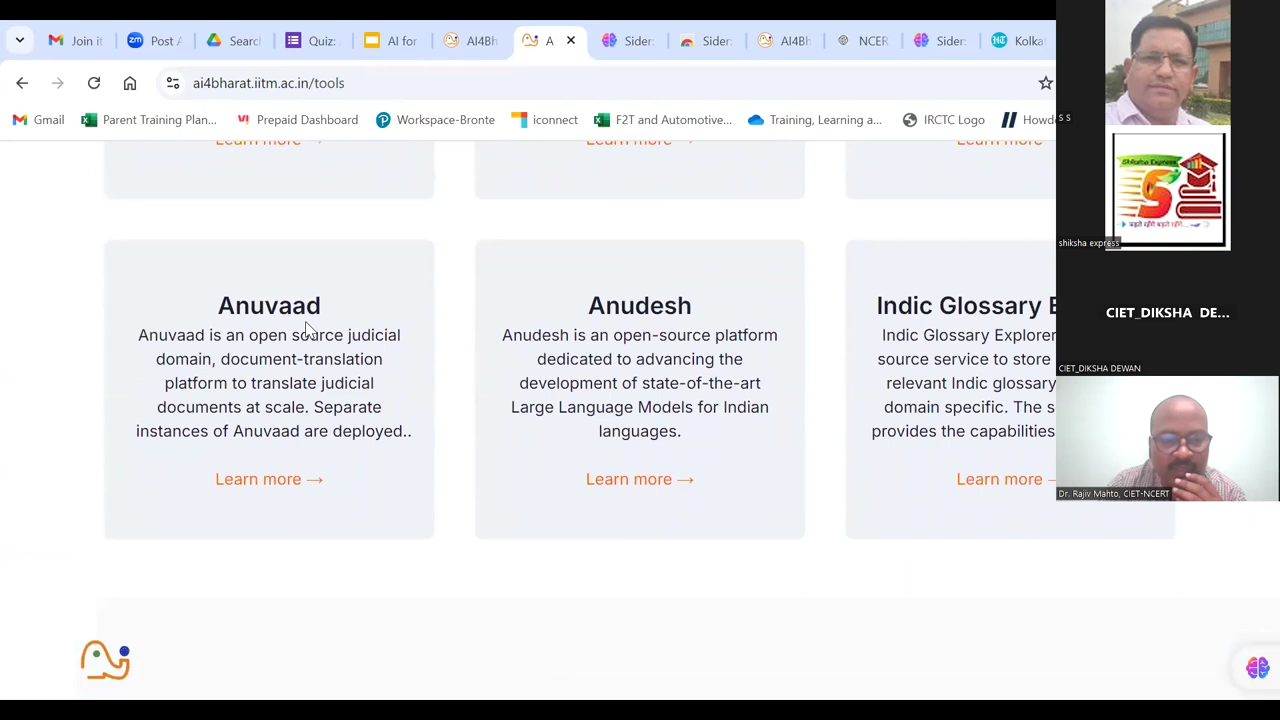 Join it
Post A
Search
Quiz:
AI for
AI4Bh
A
Sider
Sider
AI4Bh
NCER
Sider
Kolka
ai4bharat.iitm.ac.in/tools
Gmail
Parent Training Plan...
Prepaid Dashboard
Workspace-Bronte
iconnect
F2T and Automotive...
Training, Learning a...
IRCTC Logo
Howde
Learn more →
Learn more →
Learn more
Anuvaad
Anuvaad is an open source judicial
domain, document-translation
platform to translate judicial
documents at scale. Separate
instances of Anuvaad are deployed..
Learn more →
Anudesh
Anudesh is an open-source platform
dedicated to advancing the
development of state-of-the-art
Large Language Models for Indian
languages.
Learn more →
Indic Glossary E
Indic Glossary Explorer
source service to store
relevant Indic glossary
domain specific. The s
provides the capabilities
Learn more
S S
Shiksha Express
shiksha express
CIET_DIKSHA DE...
CIET_DIKSHA DEWAN
Dr. Rajiv Mahto, CIET-NCERT